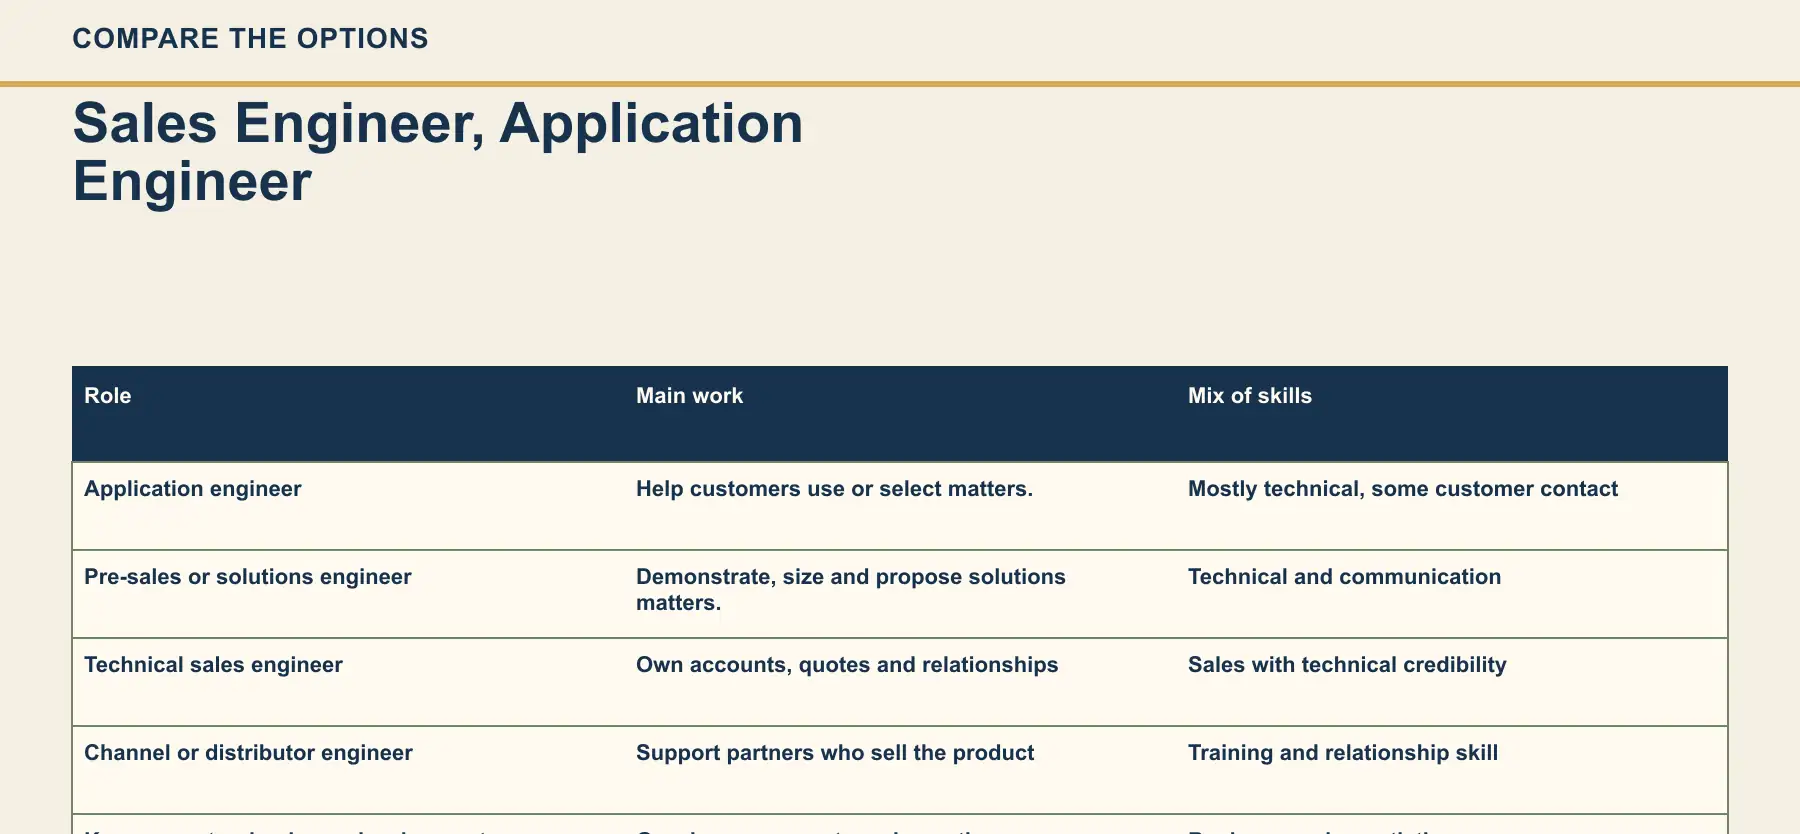 COMPARE THE OPTIONS
Sales Engineer, Application
Engineer
Role Main work Mix of skills
Application engineer Help customers use or select matters. Mostly technical, some customer contact
Pre-sales or solutions engineer Demonstrate, size and propose solutions matters. Technical and communication
Technical sales engineer Own accounts, quotes and relationships Sales with technical credibility
Channel or distributor engineer Support partners who sell the product Training and relationship skill